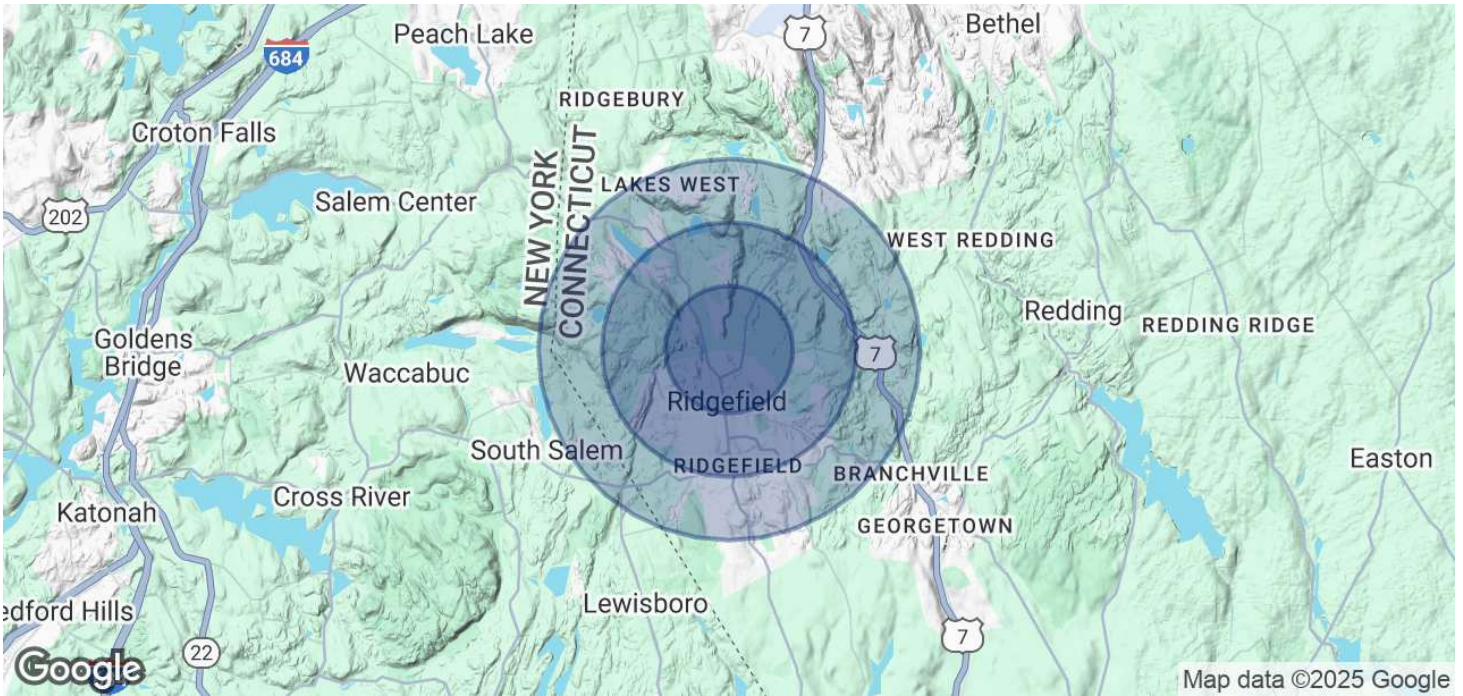 Peach Lake
7
Bethel
684
RIDGEBURY
Croton Falls
NEW YORK
CONNECTICUT
LAKES WEST
Salem Center
202
WEST REDDING
Redding
REDDING RIDGE
Goldens
Bridge
7
Waccabuc
Ridgefield
South Salem
RIDGEFIELD
BRANCHVILLE
Easton
Cross River
Katonah
GEORGETOWN
edford Hills
Lewisboro
7
22
Google
Map data ©2025 Google